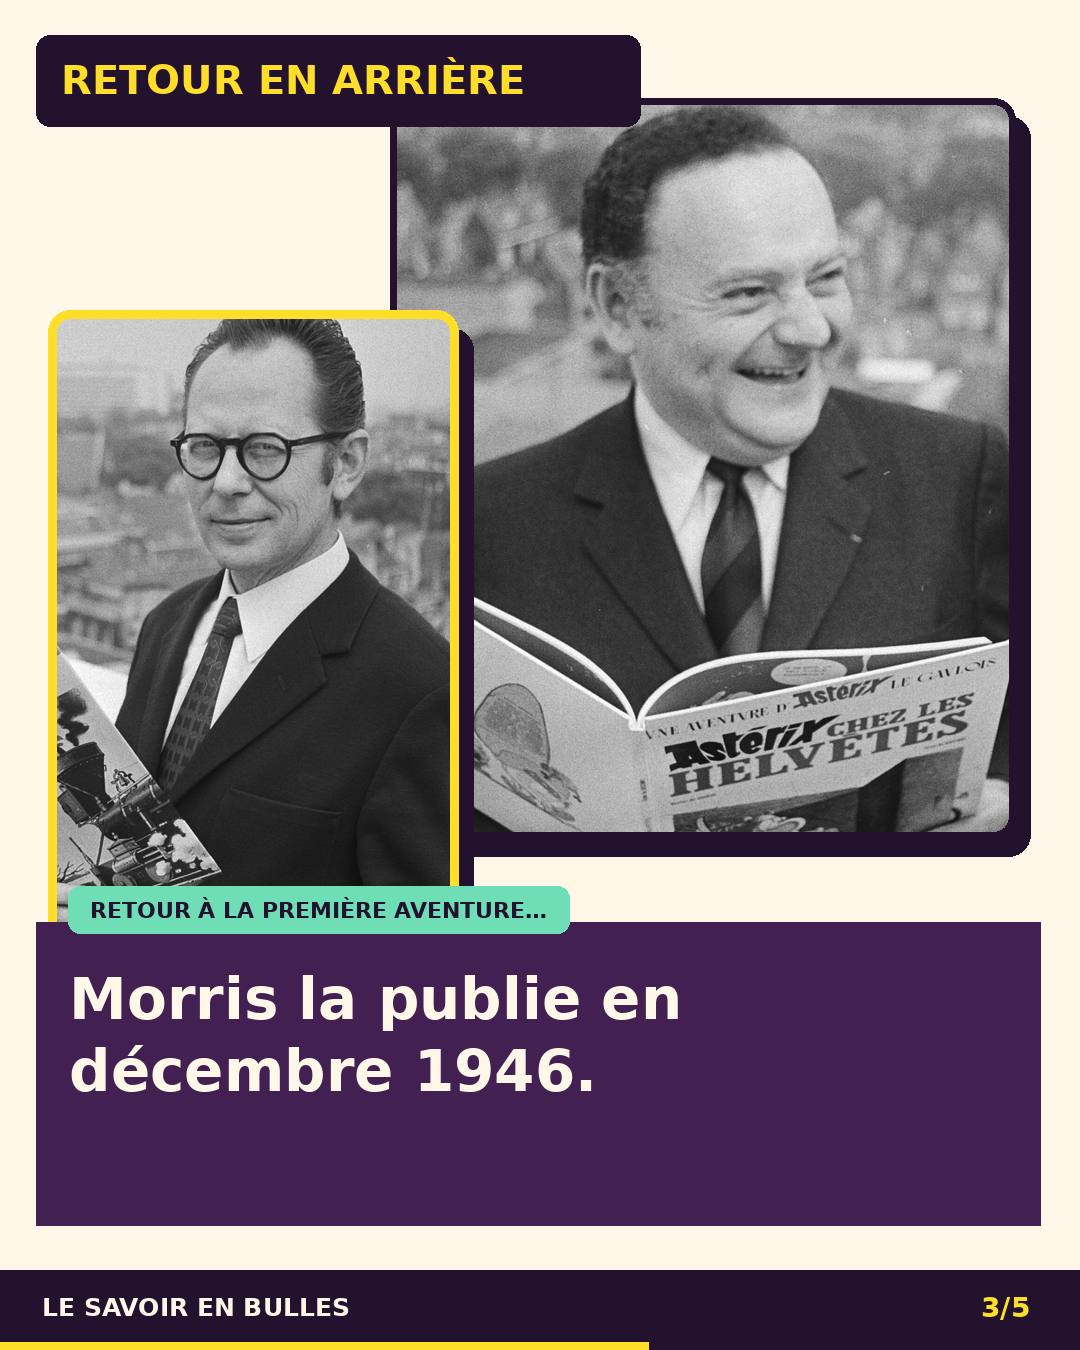 RETOUR EN ARRIÈRE
UNE AVENTURE D'Astérix LE GAULOIS
Astérix CHEZ LES
HELVÈTES
RETOUR À LA PREMIÈRE AVENTURE...
Morris la publie en
décembre 1946.
LE SAVOIR EN BULLES
3/5